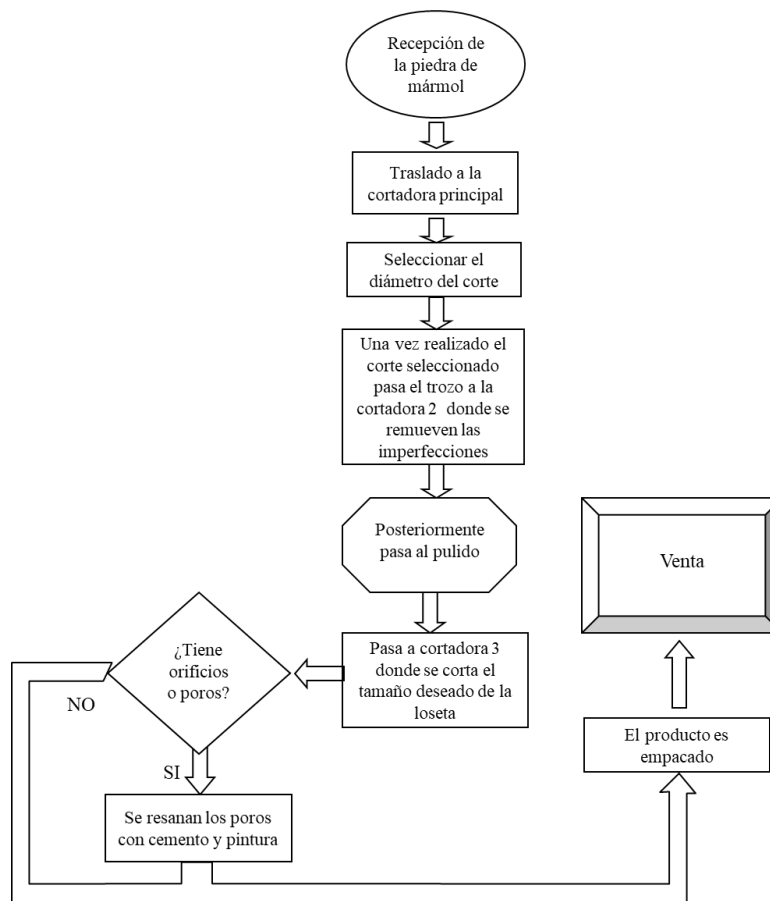 Recepción de
la piedra de
mármol
Traslado a la
cortadora principal
Seleccionar el
diámetro del corte
Una vez realizado el
corte seleccionado
pasa el trozo a la
cortadora 2 donde se
remueven las
imperfecciones
Posteriormente
pasa al pulido
Pasa a cortadora 3
donde se corta el
tamaño deseado de la
loseta
¿Tiene
orificios
o poros?
NO
SI
Se resanan los poros
con cemento y pintura
El producto es
empacado
Venta